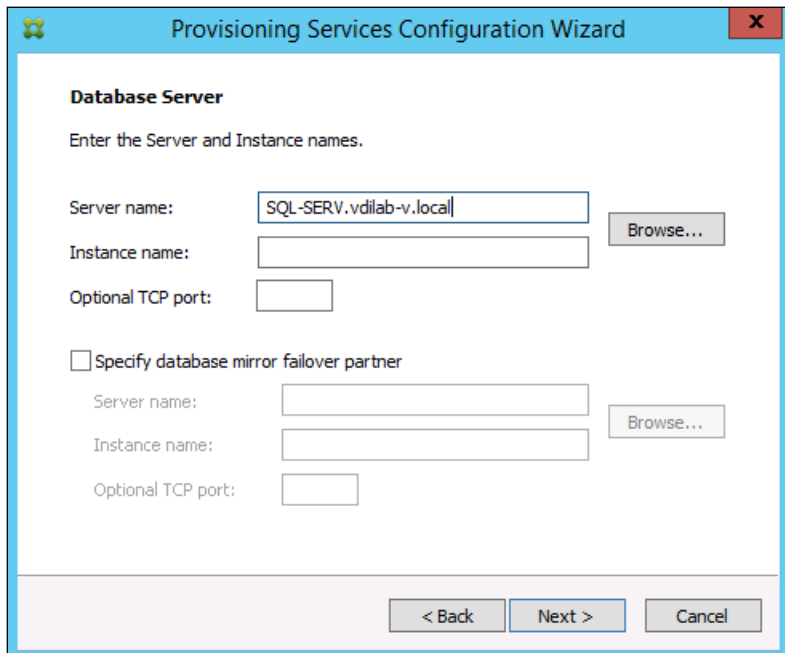 Provisioning Services Configuration Wizard
x
Database Server
Enter the Server and Instance names.
Server name: SQL-SERV.vdilab-v.local
Browse...
Instance name:
Optional TCP port:
Specify database mirror failover partner
Server name:
Browse...
Instance name:
Optional TCP port:
< Back Next > Cancel